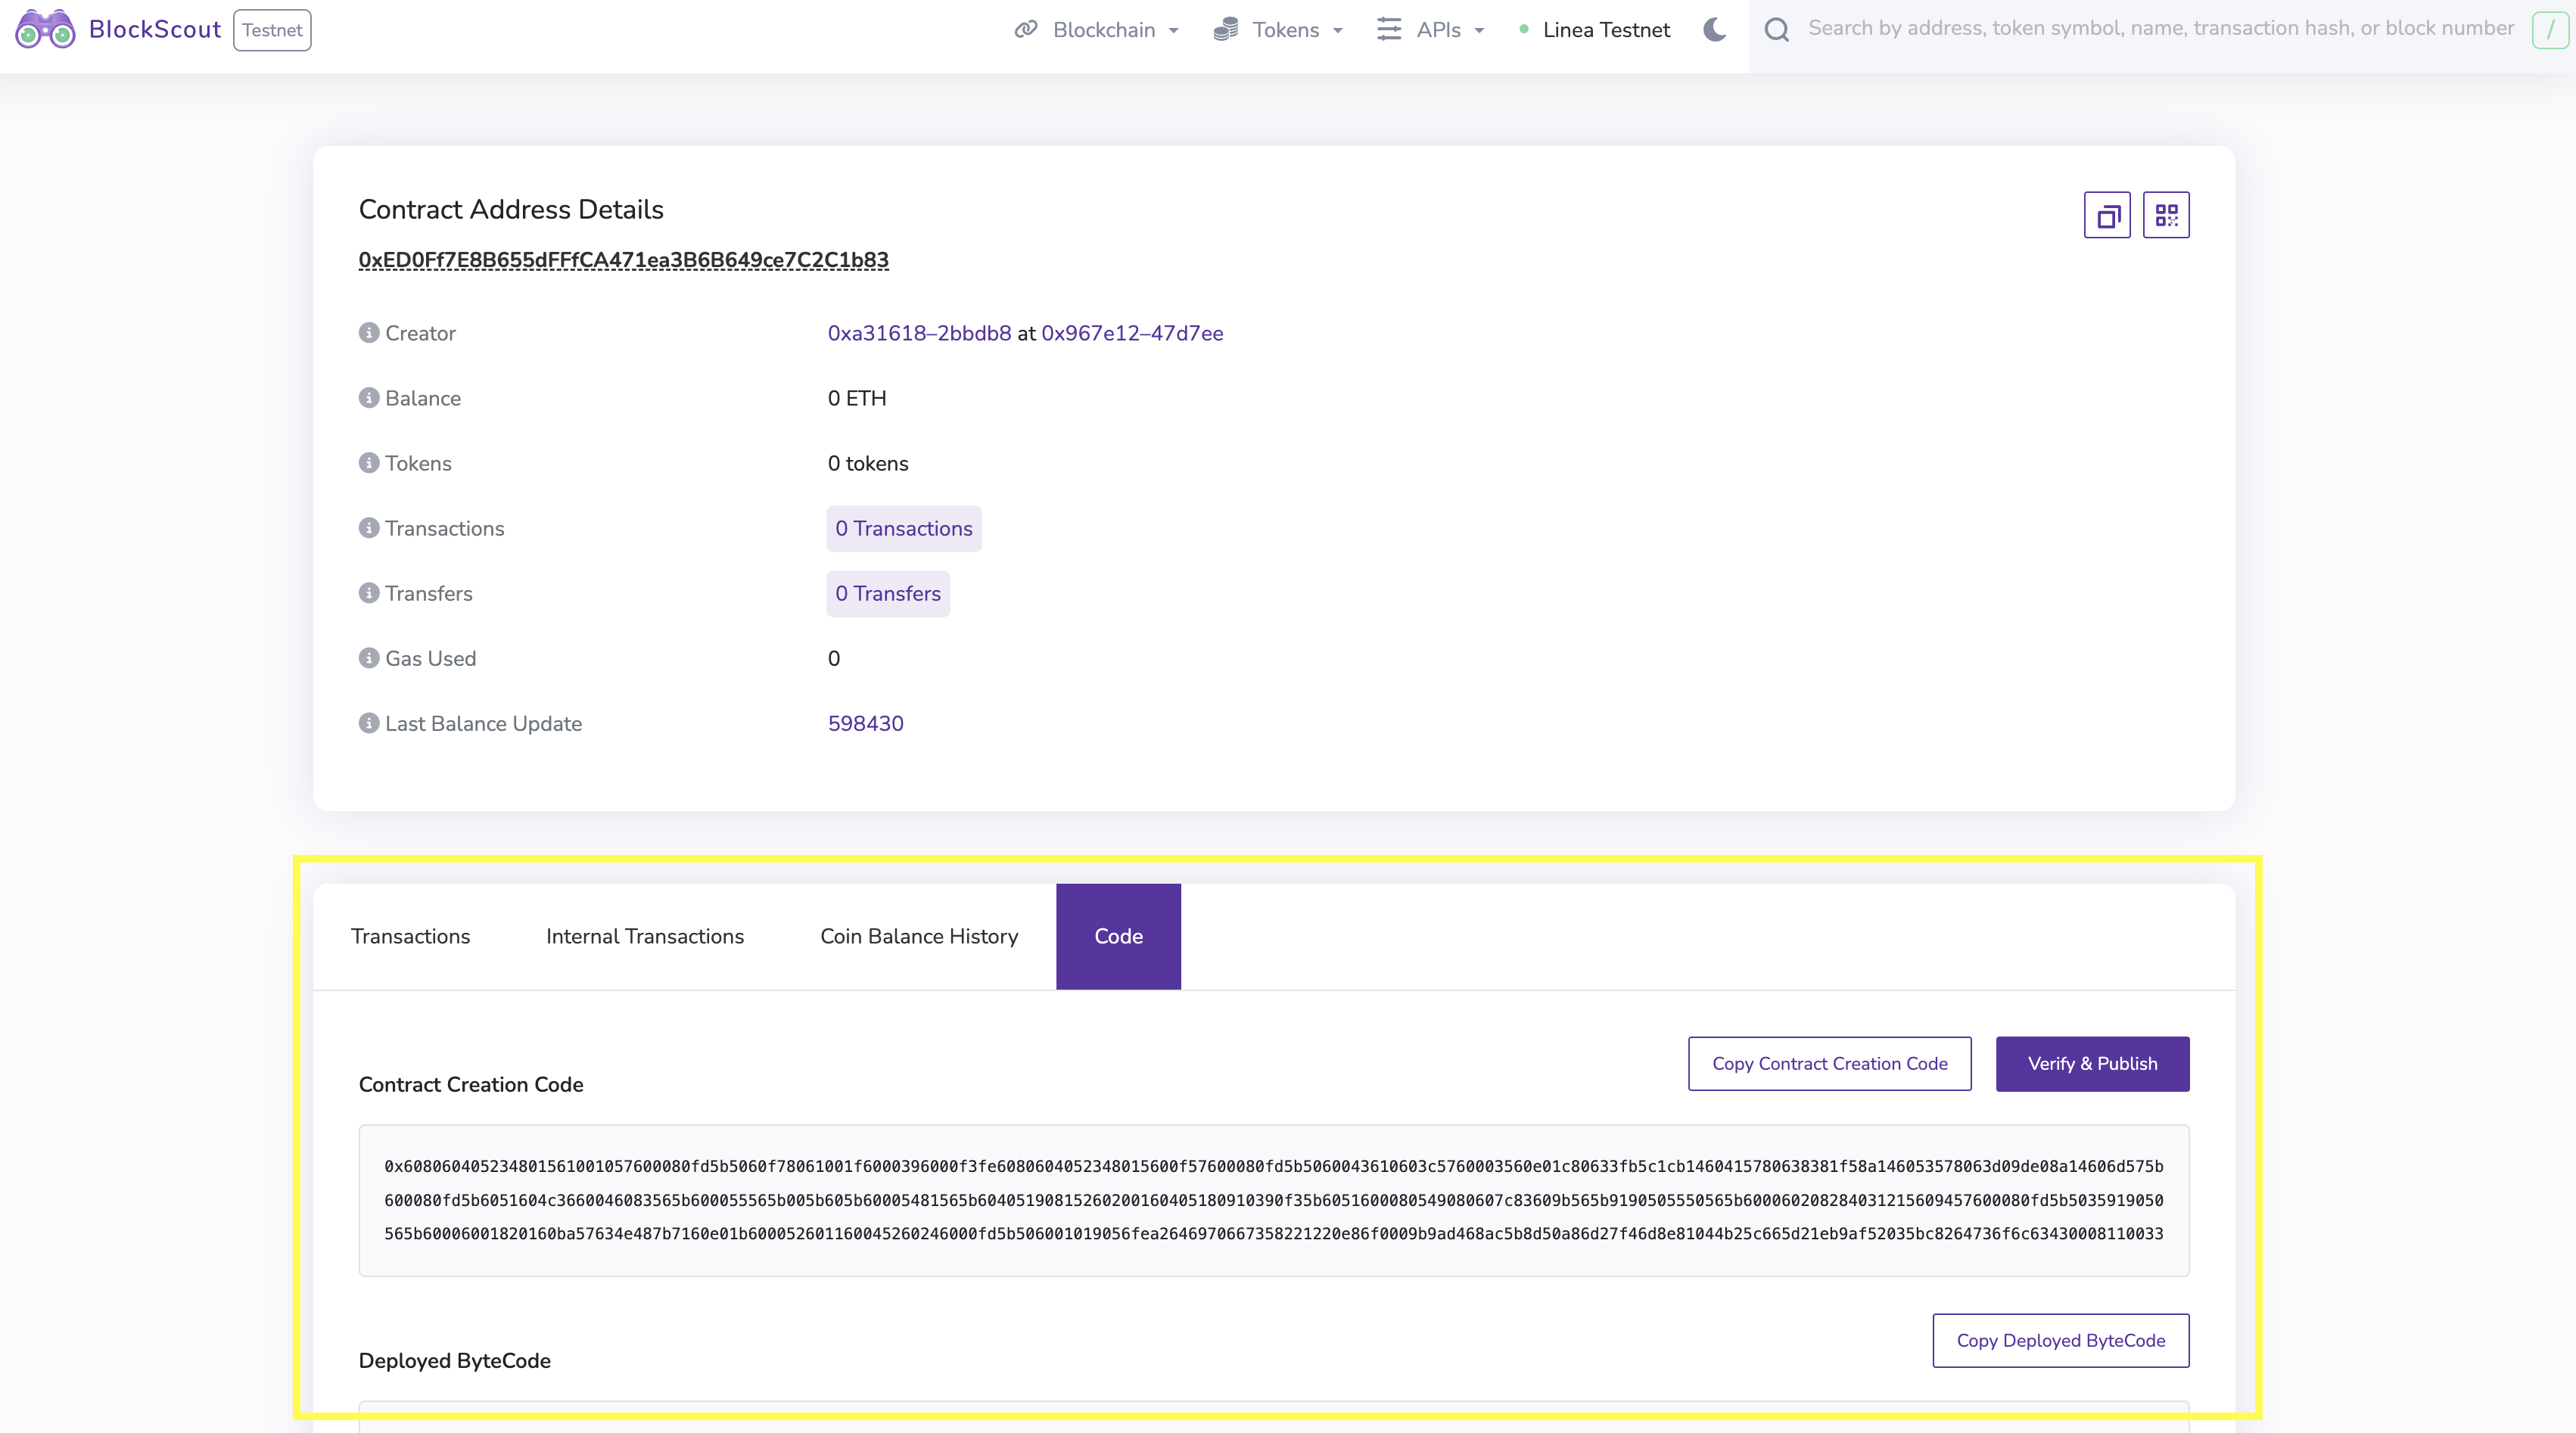 BlockScout Testnet Blockchain Tokens APIs Linea Testnet Search by address, token symbol, name, transaction hash, or block number /
Contract Address Details
0xED0Ff7E8B655dFFfCA471ea3B6B649ce7C2C1b83
Creator 0xa31618–2bbdb8 at 0x967e12–47d7ee
Balance 0 ETH
Tokens 0 tokens
Transactions 0 Transactions
Transfers 0 Transfers
Gas Used 0
Last Balance Update 598430
Transactions Internal Transactions Coin Balance History Code
Copy Contract Creation Code Verify & Publish
Contract Creation Code
0x608060405234801561001057600080fd5b5060f78061001f6000396000f3fe6080604052348015600f57600080fd5b5060043610603c5760003560e01c80633fb5c1cb1460415780638381f58a146053578063d09de08a14606d575b
600080fd5b6051604c3660046083565b600055565b005b605b60005481565b60405190815260200160405180910390f35b6051600080549080607c83609b565b9190505550565b600060208284031215609457600080fd5b5035919050
565b60006001820160ba57634e487b7160e01b600052601160045260246000fd5b506001019056fea2646970667358221220e86f0009b9ad468ac5b8d50a86d27f46d8e81044b25c665d21eb9af52035bc8264736f6c63430008110033
Copy Deployed ByteCode
Deployed ByteCode